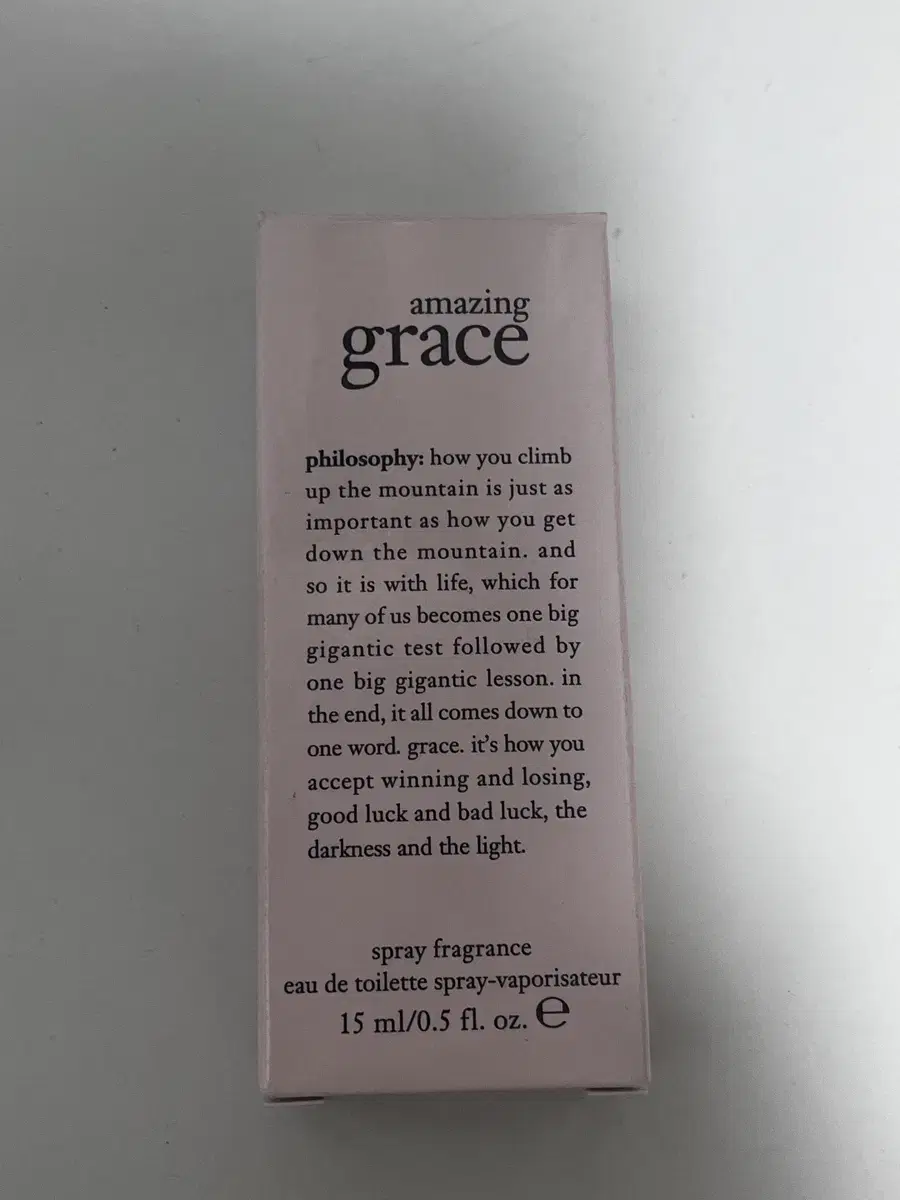 amazing
grace
philosophy: how you climb
up the mountain is just as
important as how you get
down the mountain. and
so it is with life, which for
many of us becomes one big
gigantic test followed by
one big gigantic lesson. in
the end, it all comes down to
one word. grace. it's how you
accept winning and losing,
good luck and bad luck, the
darkness and the light.
spray fragrance
eau de toilette spray-vaporisateur
15 ml/0.5 fl. oz. ℮